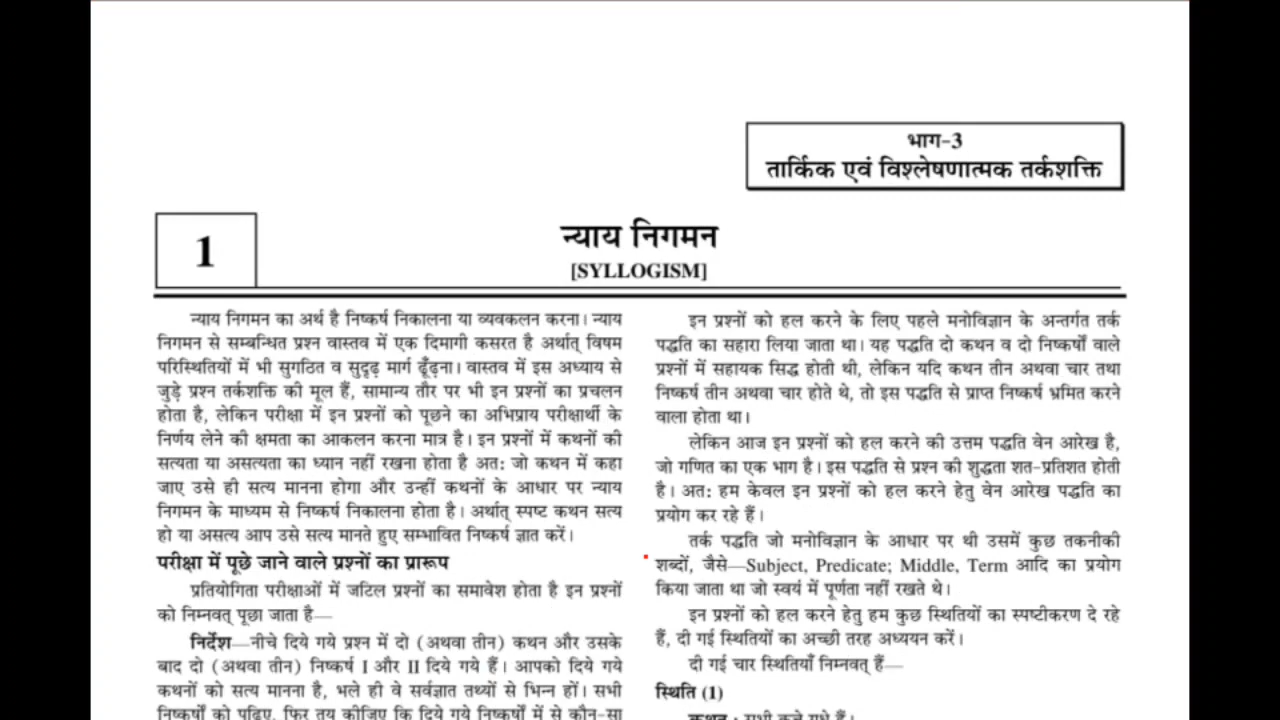 भाग-3
तार्किक एवं विश्लेषणात्मक तर्कशक्ति
1
न्याय निगमन
[SYLLOGISM]
न्याय निगमन का अर्थ है निष्कर्ष निकालना या व्यवकलन करना। न्याय
निगमन से सम्बन्धित प्रश्न वास्तव में एक दिमागी कसरत है अर्थात् विषम
परिस्थितियों में भी सुगठित व सुदृढ़ मार्ग ढूँढ़ना। वास्तव में इस अध्याय से
जुड़े प्रश्न तर्कशक्ति की मूल हैं, सामान्य तौर पर भी इन प्रश्नों का प्रचलन
होता है, लेकिन परीक्षा में इन प्रश्नों को पूछने का अभिप्राय परीक्षार्थी के
निर्णय लेने की क्षमता का आकलन करना मात्र है। इन प्रश्नों में कथनों की
सत्यता या असत्यता का ध्यान नहीं रखना होता है अत: जो कथन में कहा
जाए उसे ही सत्य मानना होगा और उन्हीं कथनों के आधार पर न्याय
निगमन के माध्यम से निष्कर्ष निकालना होता है। अर्थात् स्पष्ट कथन सत्य
हो या असत्य आप उसे सत्य मानते हुए सम्भावित निष्कर्ष ज्ञात करें।
परीक्षा में पूछे जाने वाले प्रश्नों का प्रारूप
प्रतियोगिता परीक्षाओं में जटिल प्रश्नों का समावेश होता है इन प्रश्नों
को निम्नवत् पूछा जाता है—
निर्देश—नीचे दिये गये प्रश्न में दो (अथवा तीन) कथन और उसके
बाद दो (अथवा तीन) निष्कर्ष I और II दिये गये हैं। आपको दिये गये
कथनों को सत्य मानना है, भले ही वे सर्वज्ञात तथ्यों से भिन्न हों। सभी
निष्कर्षों को पढ़िए, फिर तय कीजिए कि दिये गये निष्कर्षों में से कौन-सा
इन प्रश्नों को हल करने के लिए पहले मनोविज्ञान के अन्तर्गत तर्क
पद्धति का सहारा लिया जाता था। यह पद्धति दो कथन व दो निष्कर्षों वाले
प्रश्नों में सहायक सिद्ध होती थी, लेकिन यदि कथन तीन अथवा चार तथा
निष्कर्ष तीन अथवा चार होते थे, तो इस पद्धति से प्राप्त निष्कर्ष भ्रमित करने
वाला होता था।
लेकिन आज इन प्रश्नों को हल करने की उत्तम पद्धति वेन आरेख है,
जो गणित का एक भाग है। इस पद्धति से प्रश्न की शुद्धता शत-प्रतिशत होती
है। अत: हम केवल इन प्रश्नों को हल करने हेतु वेन आरेख पद्धति का
प्रयोग कर रहे हैं।
तर्क पद्धति जो मनोविज्ञान के आधार पर थी उसमें कुछ तकनीकी
शब्दों, जैसे—Subject, Predicate; Middle, Term आदि का प्रयोग
किया जाता था जो स्वयं में पूर्णता नहीं रखते थे।
इन प्रश्नों को हल करने हेतु हम कुछ स्थितियों का स्पष्टीकरण दे रहे
हैं, दी गई स्थितियों का अच्छी तरह अध्ययन करें।
दी गई चार स्थितियाँ निम्नवत् हैं—
स्थिति (1)
कथन : सभी कुत्ते गधे हैं।